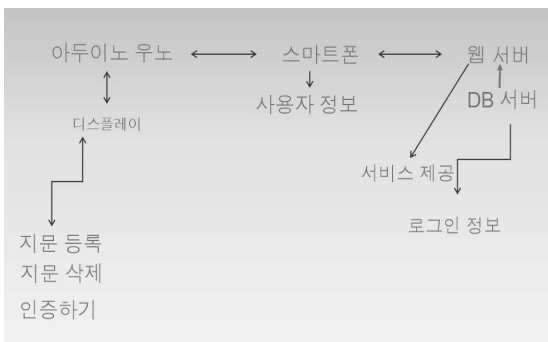 아두이노 우노
스마트폰
웹 서버
사용자 정보
DB 서버
디스플레이
서비스 제공
로그인 정보
지문 등록
지문 삭제
인증하기